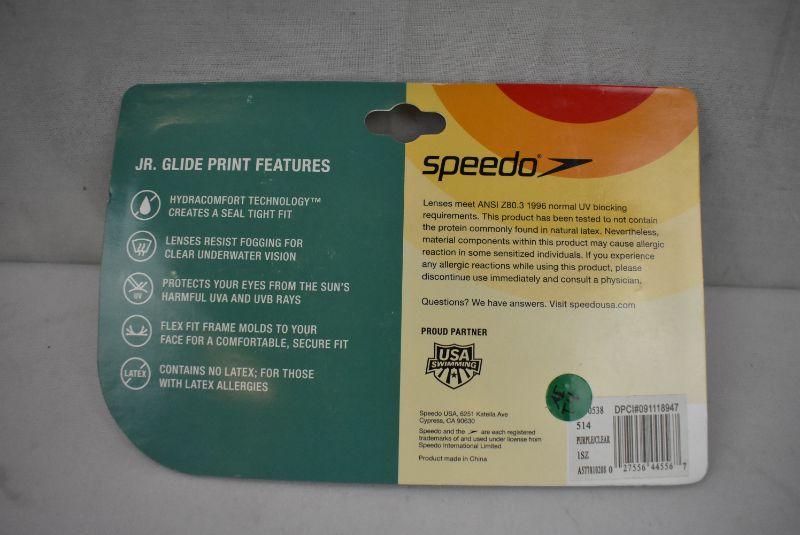 JR. GLIDE PRINT FEATURES
HYDRACOMFORT TECHNOLOGY™
CREATES A SEAL TIGHT FIT
LENSES RESIST FOGGING FOR
CLEAR UNDERWATER VISION
UV
PROTECTS YOUR EYES FROM THE SUN'S
HARMFUL UVA AND UVB RAYS
FLEX FIT FRAME MOLDS TO YOUR
FACE FOR A COMFORTABLE, SECURE FIT
LATEX
CONTAINS NO LATEX; FOR THOSE
WITH LATEX ALLERGIES
speedo®
Lenses meet ANSI Z80.3 1996 normal UV blocking
requirements. This product has been tested to not contain
the protein commonly found in natural latex. Nevertheless,
material components within this product may cause allergic
reaction in some sensitized individuals. If you experience
any allergic reactions while using this product, please
discontinue use immediately and consult a physician.
Questions? We have answers. Visit speedousa.com
PROUD PARTNER
USA
SWIMMING
Speedo USA, 6251 Katella Ave
Cypress, CA 90630
Speedo and the are each registered
trademarks of and used under license from
Speedo International Limited
Product made in China
0538 DPCI#091118947
514
PURPLE/CLEAR
1SZ
A577010208 0 27556 44556 7